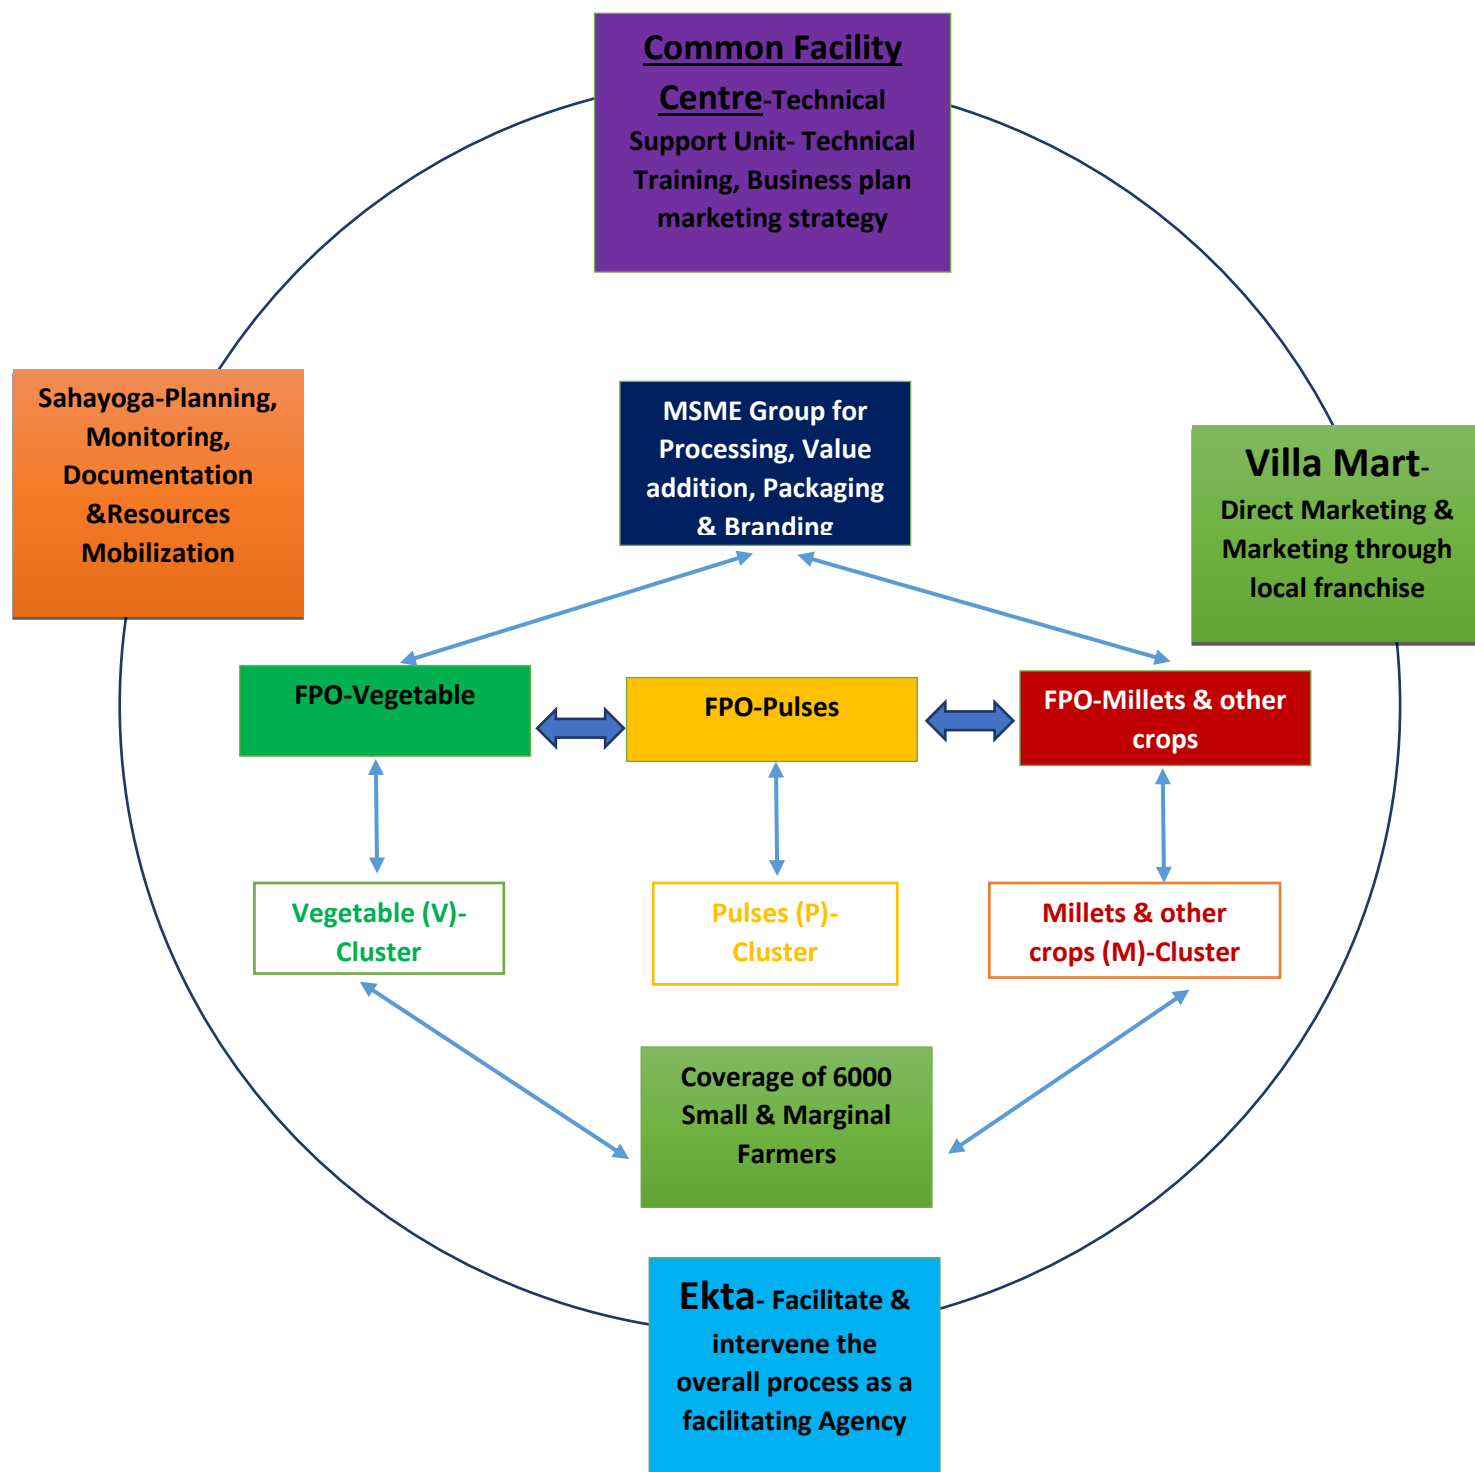 Common Facility
Centre-Technical
Support Unit- Technical
Training, Business plan
marketing strategy
Sahayoga-Planning,
Monitoring,
Documentation
&Resources
Mobilization
MSME Group for
Processing, Value
addition, Packaging
& Branding
Villa Mart-
Direct Marketing &
Marketing through
local franchise
FPO-Vegetable
FPO-Pulses
FPO-Millets & other
crops
Vegetable (V)-
Cluster
Pulses (P)-
Cluster
Millets & other
crops (M)-Cluster
Coverage of 6000
Small & Marginal
Farmers
Ekta- Facilitate &
intervene the
overall process as a
facilitating Agency